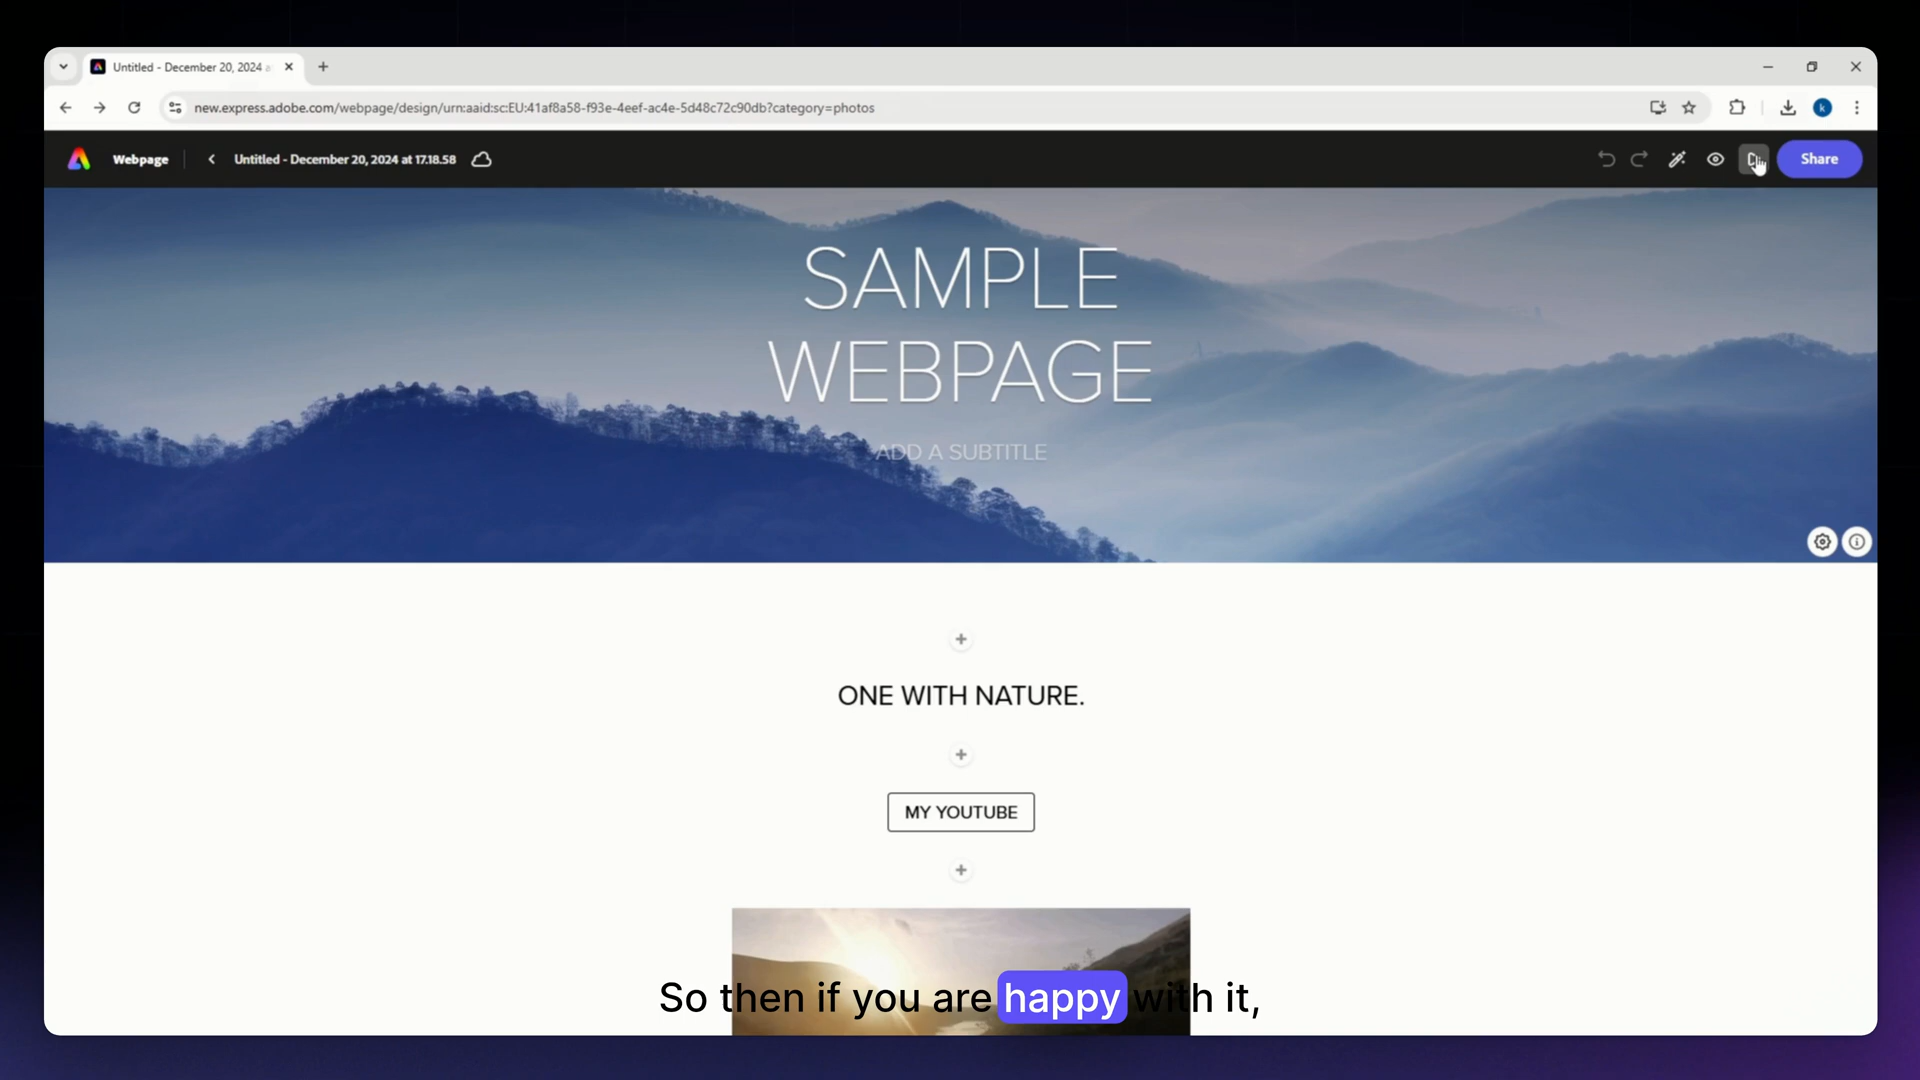 Untitled - December 20, 2024 a
new.express.adobe.com/webpage/design/urn:aaid:sc:EU:41af8a58-f93e-4eef-ac4e-5d48c72c90db?category=photos
k
Webpage
Untitled - December 20, 2024 at 17.18.58
Share
SAMPLE
WEBPAGE
ADD A SUBTITLE
ONE WITH NATURE.
MY YOUTUBE
So then if you are happy with it,